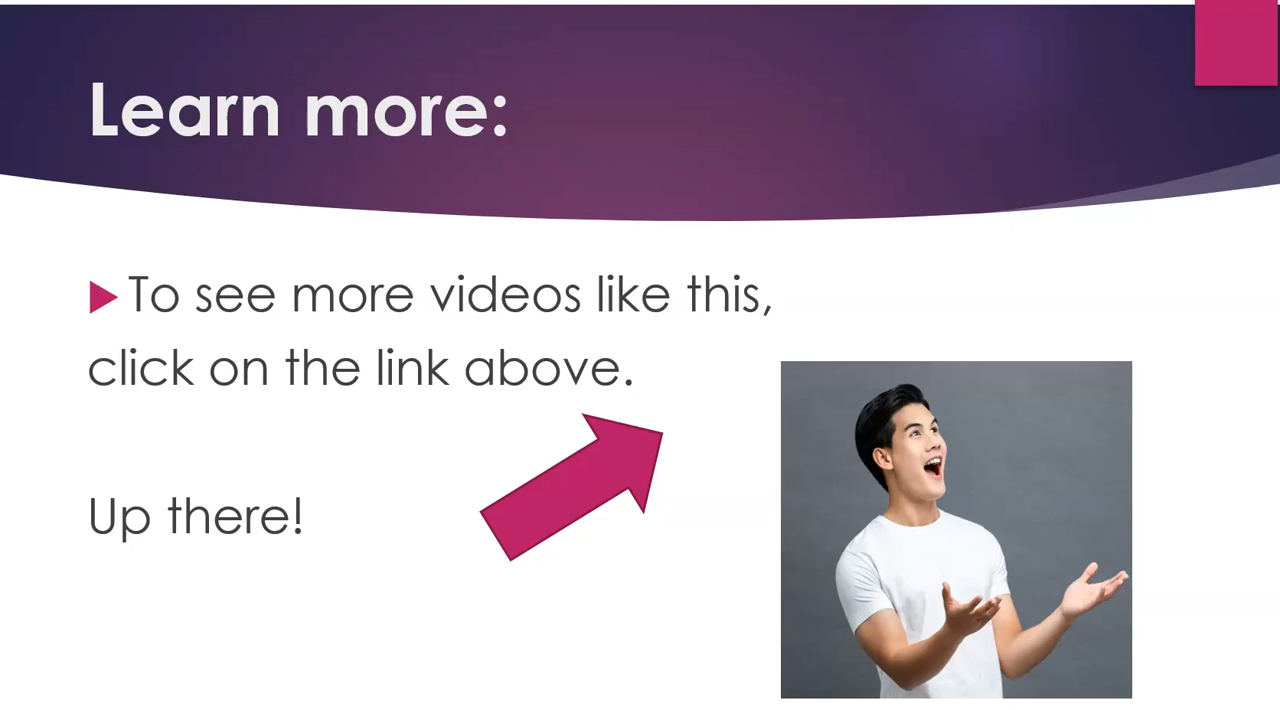 Learn more:
To see more videos like this,
click on the link above.
Up there!